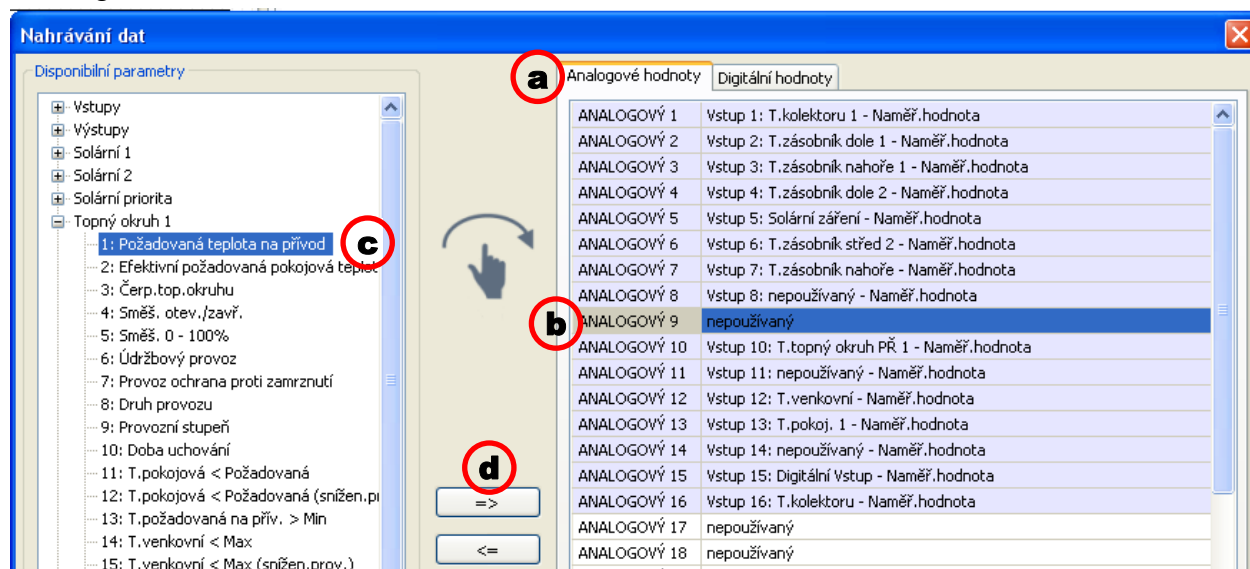 Nahrávání dat
Disponibilní parametry
Vstupy
Výstupy
Solární 1
Solární 2
Solární priorita
Topný okruh 1
1: Požadovaná teplota na přívod
2: Efektivní požadovaná pokojová teplot
3: Čerp.top.okruhu
4: Směš. otev./zavř.
5: Směš. 0 - 100%
6: Údržbový provoz
7: Provoz ochrana proti zamrznutí
8: Druh provozu
9: Provozní stupeň
10: Doba uchování
11: T.pokojová < Požadovaná
12: T.pokojová < Požadovaná (snížen.pr
13: T.požadovaná na přív. > Min
14: T.venkovní < Max
15: T.venkovní < Max (snížen.prov.)
c
d
=>
<=
a
Analogové hodnoty Digitální hodnoty
b
ANALOGOVÝ 1 Vstup 1: T.kolektoru 1 - Naměř.hodnota
ANALOGOVÝ 2 Vstup 2: T.zásobník dole 1 - Naměř.hodnota
ANALOGOVÝ 3 Vstup 3: T.zásobník nahoře 1 - Naměř.hodnota
ANALOGOVÝ 4 Vstup 4: T.zásobník dole 2 - Naměř.hodnota
ANALOGOVÝ 5 Vstup 5: Solární záření - Naměř.hodnota
ANALOGOVÝ 6 Vstup 6: T.zásobník střed 2 - Naměř.hodnota
ANALOGOVÝ 7 Vstup 7: T.zásobník nahoře - Naměř.hodnota
ANALOGOVÝ 8 Vstup 8: nepoužívaný - Naměř.hodnota
ANALOGOVÝ 9 nepoužívaný
ANALOGOVÝ 10 Vstup 10: T.topný okruh PŘ 1 - Naměř.hodnota
ANALOGOVÝ 11 Vstup 11: nepoužívaný - Naměř.hodnota
ANALOGOVÝ 12 Vstup 12: T.venkovní - Naměř.hodnota
ANALOGOVÝ 13 Vstup 13: T.pokoj. 1 - Naměř.hodnota
ANALOGOVÝ 14 Vstup 14: nepoužívaný - Naměř.hodnota
ANALOGOVÝ 15 Vstup 15: Digitální Vstup - Naměř.hodnota
ANALOGOVÝ 16 Vstup 16: T.kolektoru - Naměř.hodnota
ANALOGOVÝ 17 nepoužívaný
ANALOGOVÝ 18 nepoužívaný